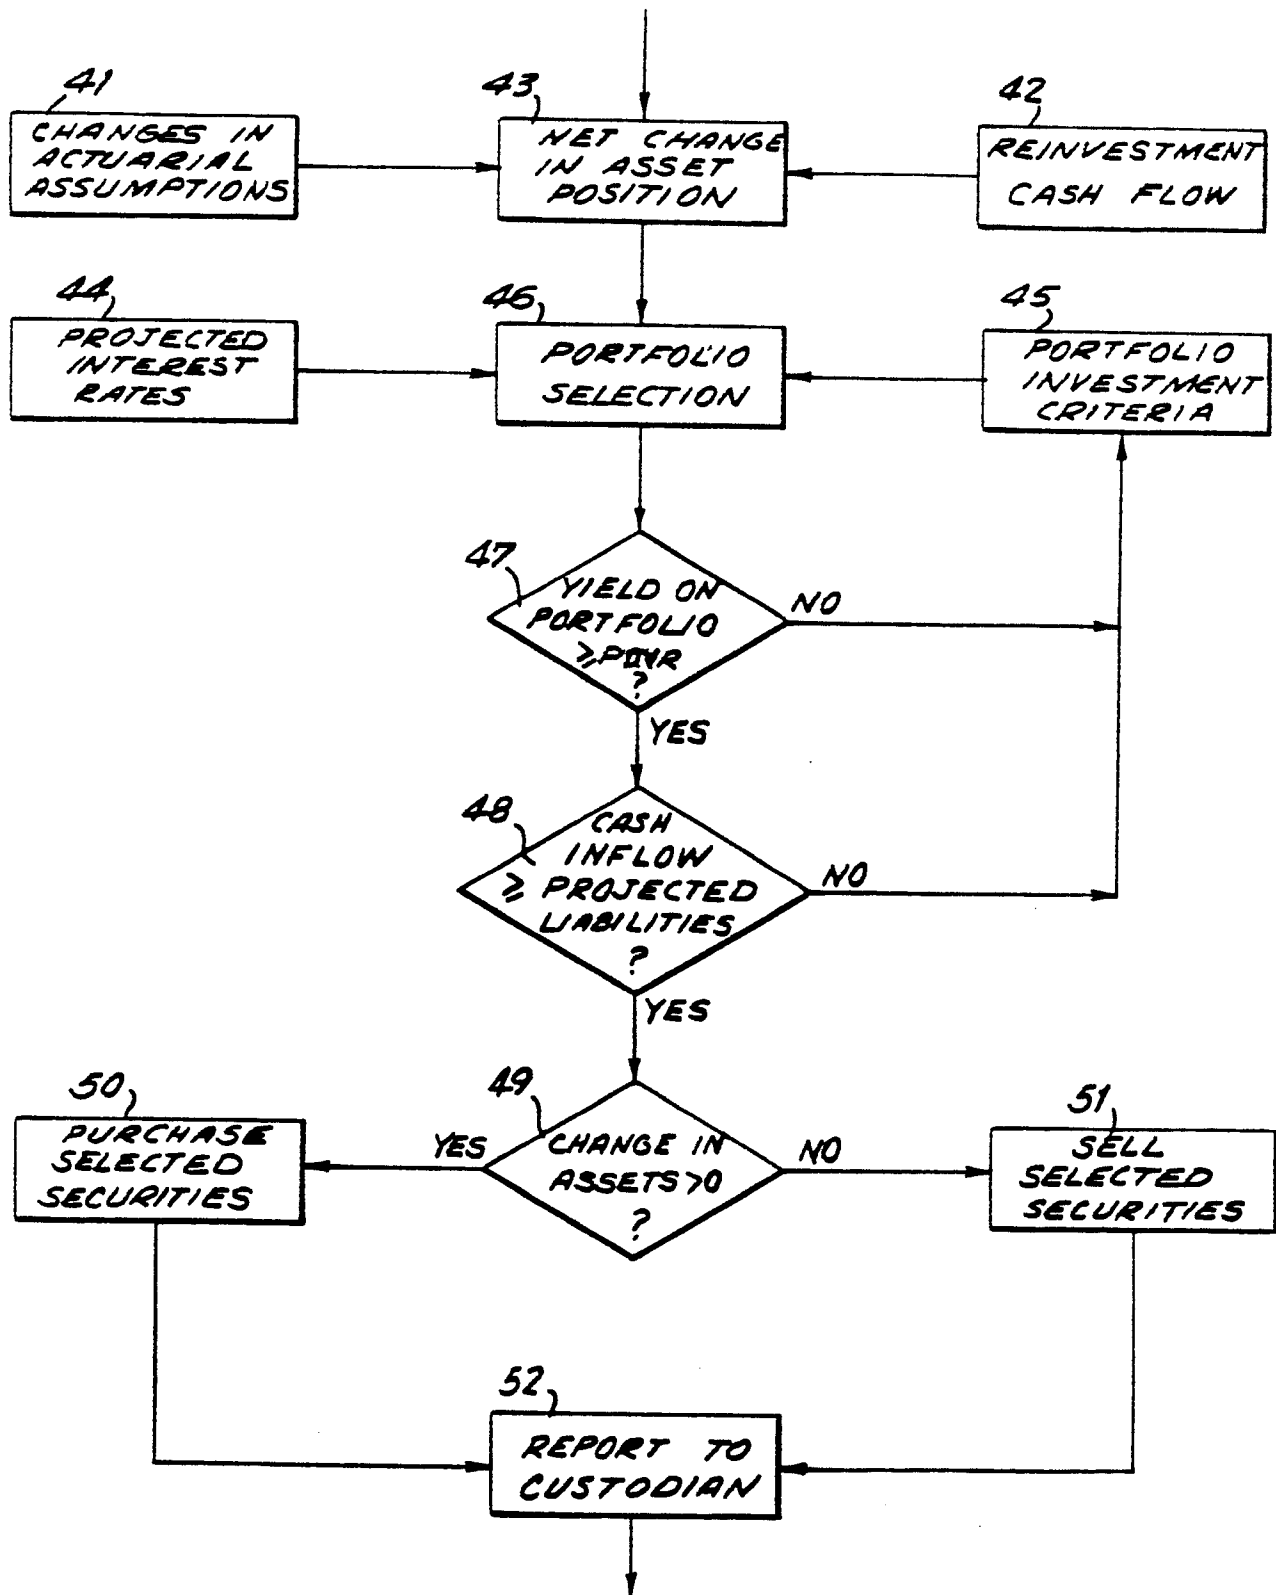 41
CHANGES IN
ACTUARIAL
ASSUMPTIONS
43
NET CHANGE
IN ASSET
POSITION
42
REINVESTMENT
CASH FLOW
44
PROJECTED
INTEREST
RATES
46
PORTFOLIO
SELECTION
45
PORTFOLIO
INVESTMENT
CRITERIA
47
YIELD ON
PORTFOLIO
≥
?
NO
YES
48
CASH
INFLOW
≥ PROJECTED
LIABILITIES
?
NO
YES
49
CHANGE IN
ASSETS>0
?
YES
NO
50
PURCHASE
SELECTED
SECURITIES
51
SELL
SELECTED
SECURITIES
52
REPORT TO
CUSTODIAN